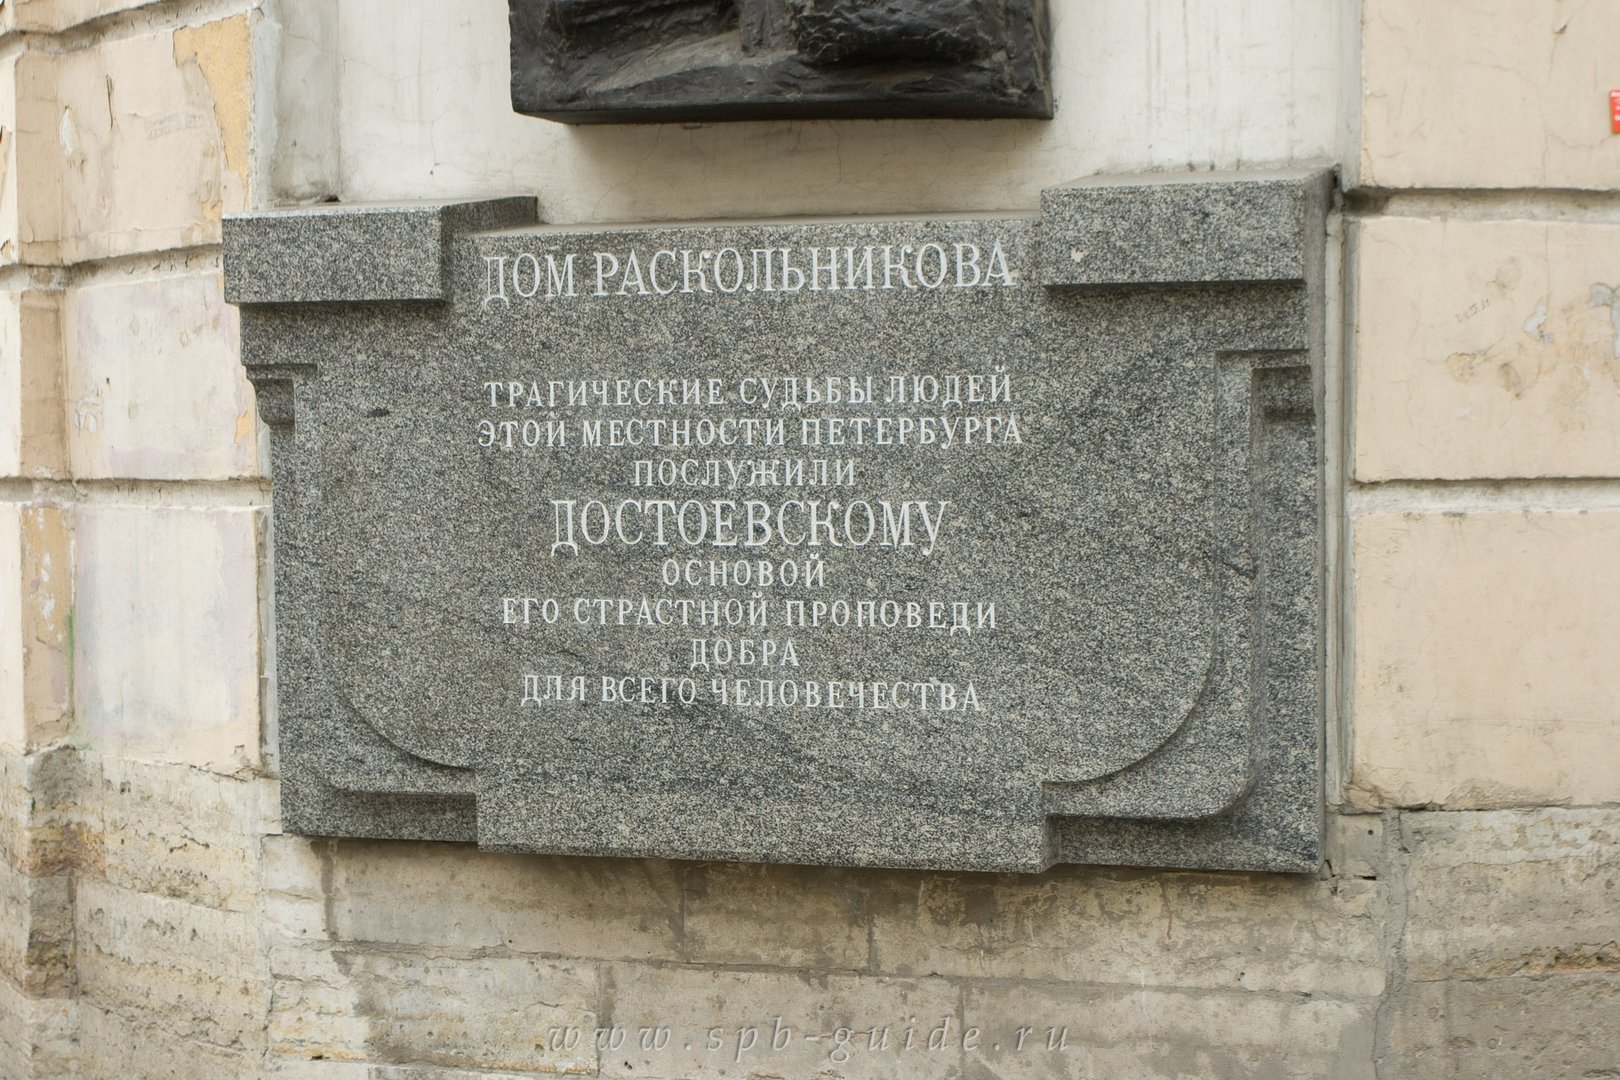 ДОМ РАСКОЛЬНИКОВА
ТРАГИЧЕСКИЕ СУДЬБЫ ЛЮДЕЙ
ЭТОЙ МЕСТНОСТИ ПЕТЕРБУРГА
ПОСЛУЖИЛИ
ДОСТОЕВСКОМУ
ОСНОВОЙ
ЕГО СТРАСТНОЙ ПРОПОВЕДИ
ДОБРА
ДЛЯ ВСЕГО ЧЕЛОВЕЧЕСТВА
www.spb-guide.ru